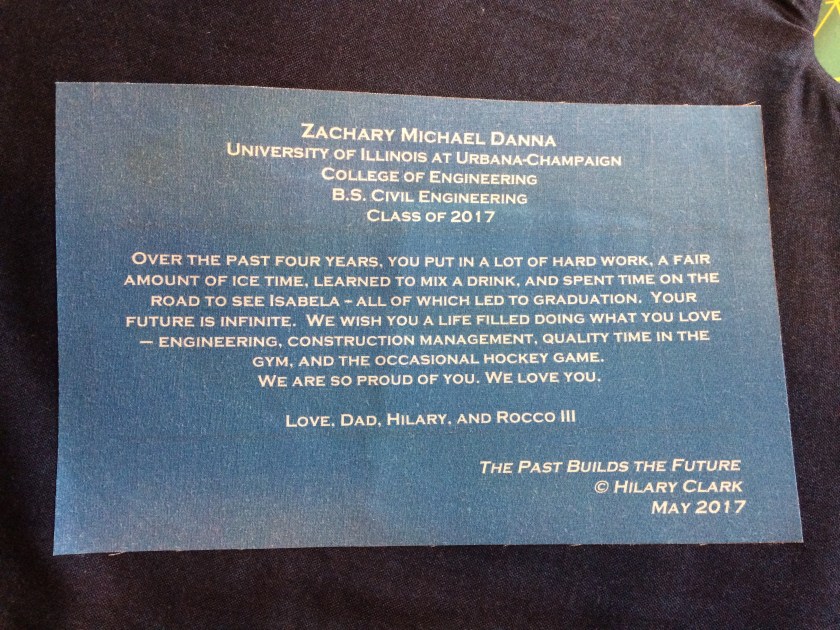 Zachary Michael Danna
University of Illinois at Urbana-Champaign
College of Engineering
B.S. Civil Engineering
Class of 2017
Over the past four years, you put in a lot of hard work, a fair
amount of ice time, learned to mix a drink, and spent time on the
road to see Isabela – all of which led to graduation. Your
future is infinite. We wish you a life filled doing what you love
– engineering, construction management, quality time in the
gym, and the occasional hockey game.
We are so proud of you. We love you.
Love, Dad, Hilary, and Rocco III
The Past Builds the Future
© Hilary Clark
May 2017